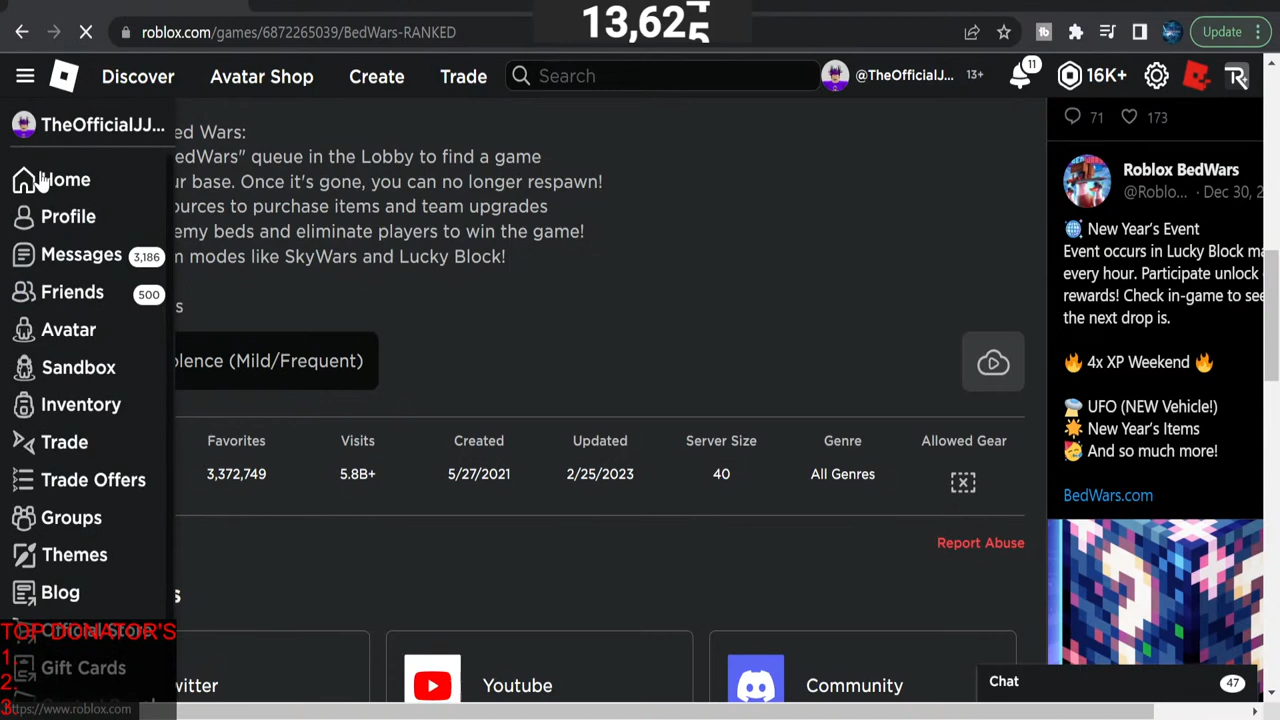 13,62
roblox.com/games/6872265039/BedWars-RANKED
Update
Discover
Avatar Shop
Create
Trade
Search
@TheOfficialJ...
13+
11
16K+
TheOfficialJJ...
Home
Profile
Messages 3,186
Friends 500
Avatar
Sandbox
Inventory
Trade
Trade Offers
Groups
Themes
Blog
Official Store
Gift Cards
TOP DONATOR'S
1.
2.
3.
https://www.roblox.com
ed Wars:
edWars" queue in the Lobby to find a game
ur base. Once it's gone, you can no longer respawn!
ources to purchase items and team upgrades
emy beds and eliminate players to win the game!
n modes like SkyWars and Lucky Block!
s
olence (Mild/Frequent)
Favorites Visits Created Updated Server Size Genre Allowed Gear
3,372,749 5.8B+ 5/27/2021 2/25/2023 40 All Genres
Report Abuse
s
witter
Youtube
Community
71 173
Roblox BedWars
@Roblo... · Dec 30, 2
New Year's Event
Event occurs in Lucky Block ma
every hour. Participate unlock
rewards! Check in-game to see
the next drop is.
4x XP Weekend
UFO (NEW Vehicle!)
New Year's Items
And so much more!
BedWars.com
Chat 47